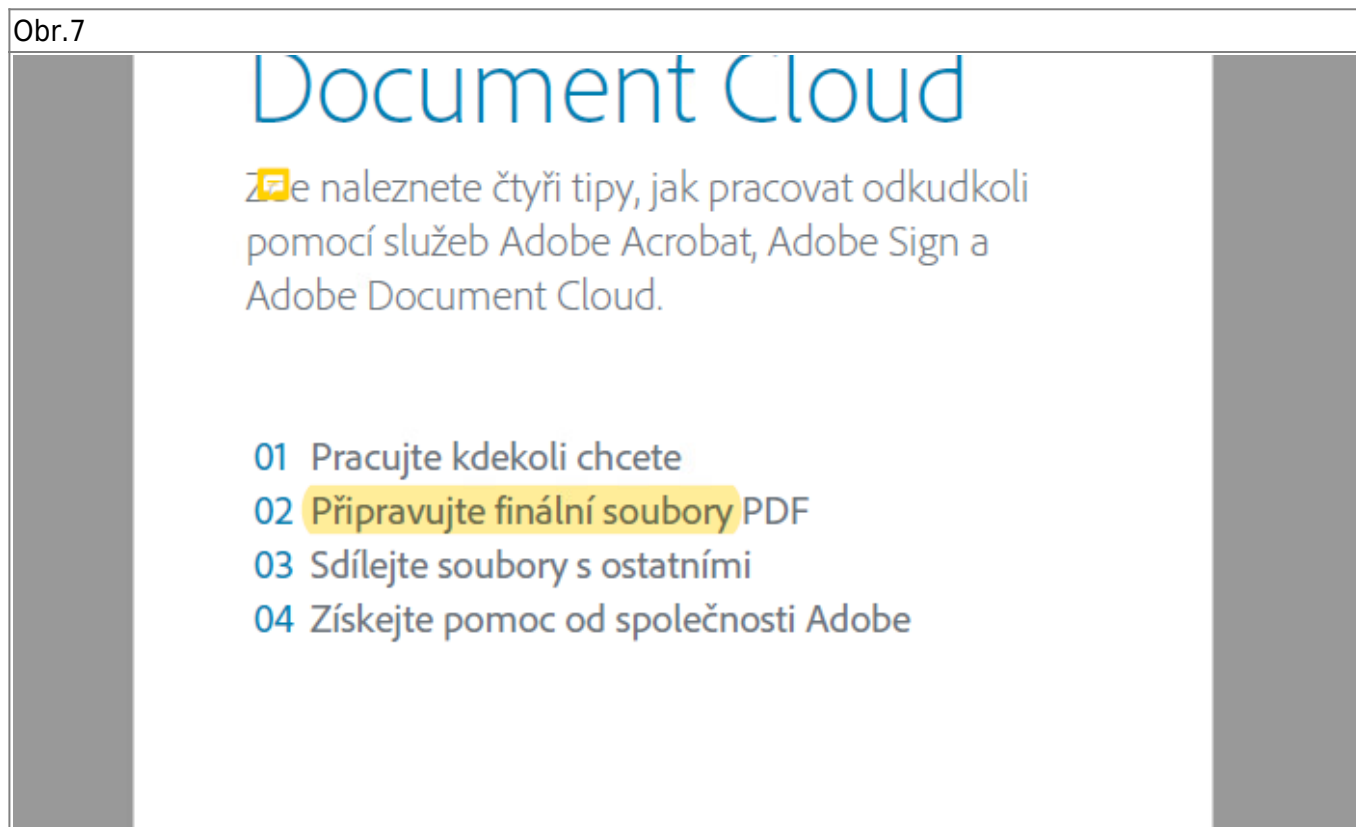 Obr.7
Document Cloud
naleznete čtyři tipy, jak pracovat odkudkoli
pomocí služeb Adobe Acrobat, Adobe Sign a
Adobe Document Cloud.
01 Pracujte kdekoli chcete
02 Připravujte finální soubory PDF
03 Sdílejte soubory s ostatními
04 Získejte pomoc od společnosti Adobe